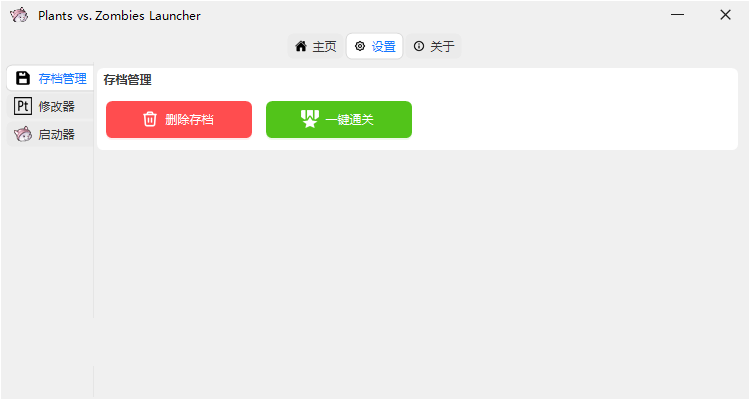 Plants vs. Zombies Launcher
主页 设置 关于
存档管理
修改器
启动器
存档管理
删除存档 一键通关
Pt